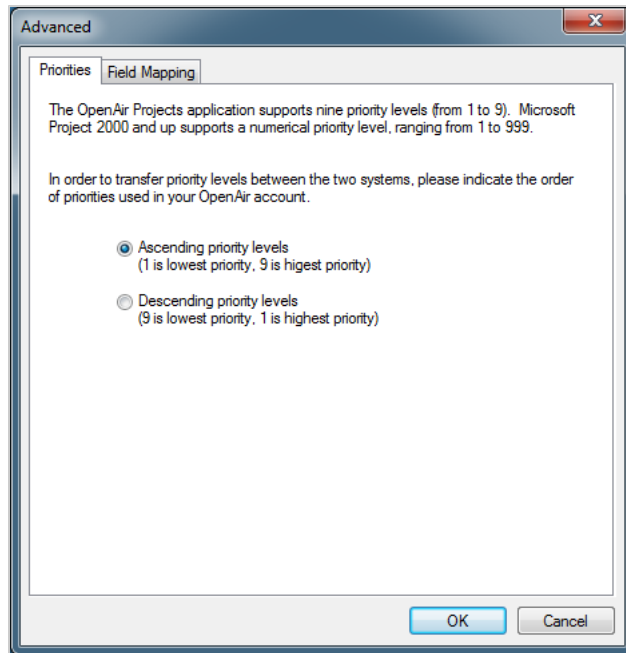 Advanced
Priorities Field Mapping
The OpenAir Projects application supports nine priority levels (from 1 to 9).  Microsoft
Project 2000 and up supports a numerical priority level, ranging from 1 to 999.
In order to transfer priority levels between the two systems, please indicate the order
of priorities used in your OpenAir account.
Ascending priority levels
(1 is lowest priority, 9 is higest priority)
Descending priority levels
(9 is lowest priority, 1 is highest priority)
OK Cancel